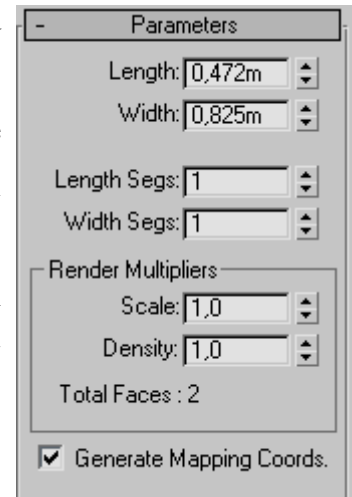 - Parameters
Length: 0,472m
Width: 0,825m
Length Segs: 1
Width Segs: 1
Render Multipliers
Scale: 1,0
Density: 1,0
Total Faces : 2
Generate Mapping Coords.